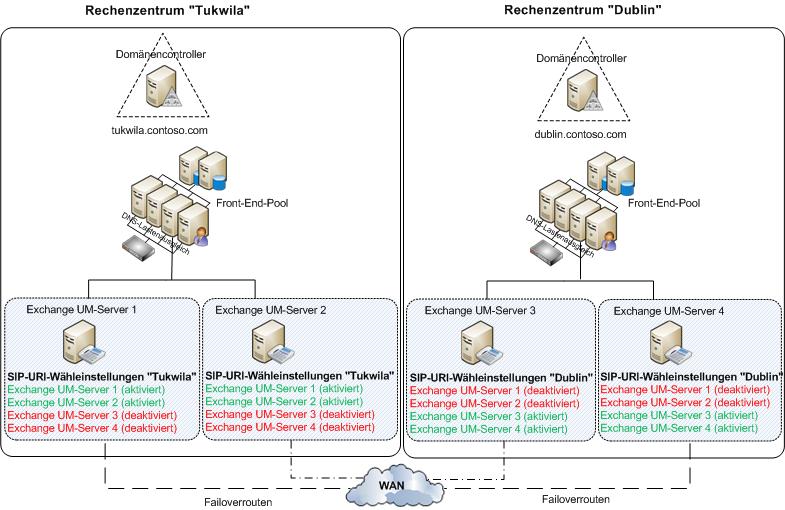 Rechenzentrum "Tukwila"
Domänencontroller
tukwila.contoso.com
Front-End-Pool
DNS-Lastenausgleich
Exchange UM-Server 1
SIP-URI-Wähleinstellungen "Tukwila"
Exchange UM-Server 1 (aktiviert)
Exchange UM-Server 2 (aktiviert)
Exchange UM-Server 3 (deaktiviert)
Exchange UM-Server 4 (deaktiviert)
Exchange UM-Server 2
SIP-URI-Wähleinstellungen "Tukwila"
Exchange UM-Server 1 (aktiviert)
Exchange UM-Server 2 (aktiviert)
Exchange UM-Server 3 (deaktiviert)
Exchange UM-Server 4 (deaktiviert)
Rechenzentrum "Dublin"
Domänencontroller
dublin.contoso.com
Front-End-Pool
DNS-Lastenausgleich
Exchange UM-Server 3
SIP-URI-Wähleinstellungen "Dublin"
Exchange UM-Server 1 (deaktiviert)
Exchange UM-Server 2 (deaktiviert)
Exchange UM-Server 3 (aktiviert)
Exchange UM-Server 4 (aktiviert)
Exchange UM-Server 4
SIP-URI-Wähleinstellungen "Dublin"
Exchange UM-Server 1 (deaktiviert)
Exchange UM-Server 2 (deaktiviert)
Exchange UM-Server 3 (aktiviert)
Exchange UM-Server 4 (aktiviert)
Failoverrouten
WAN
Failoverrouten